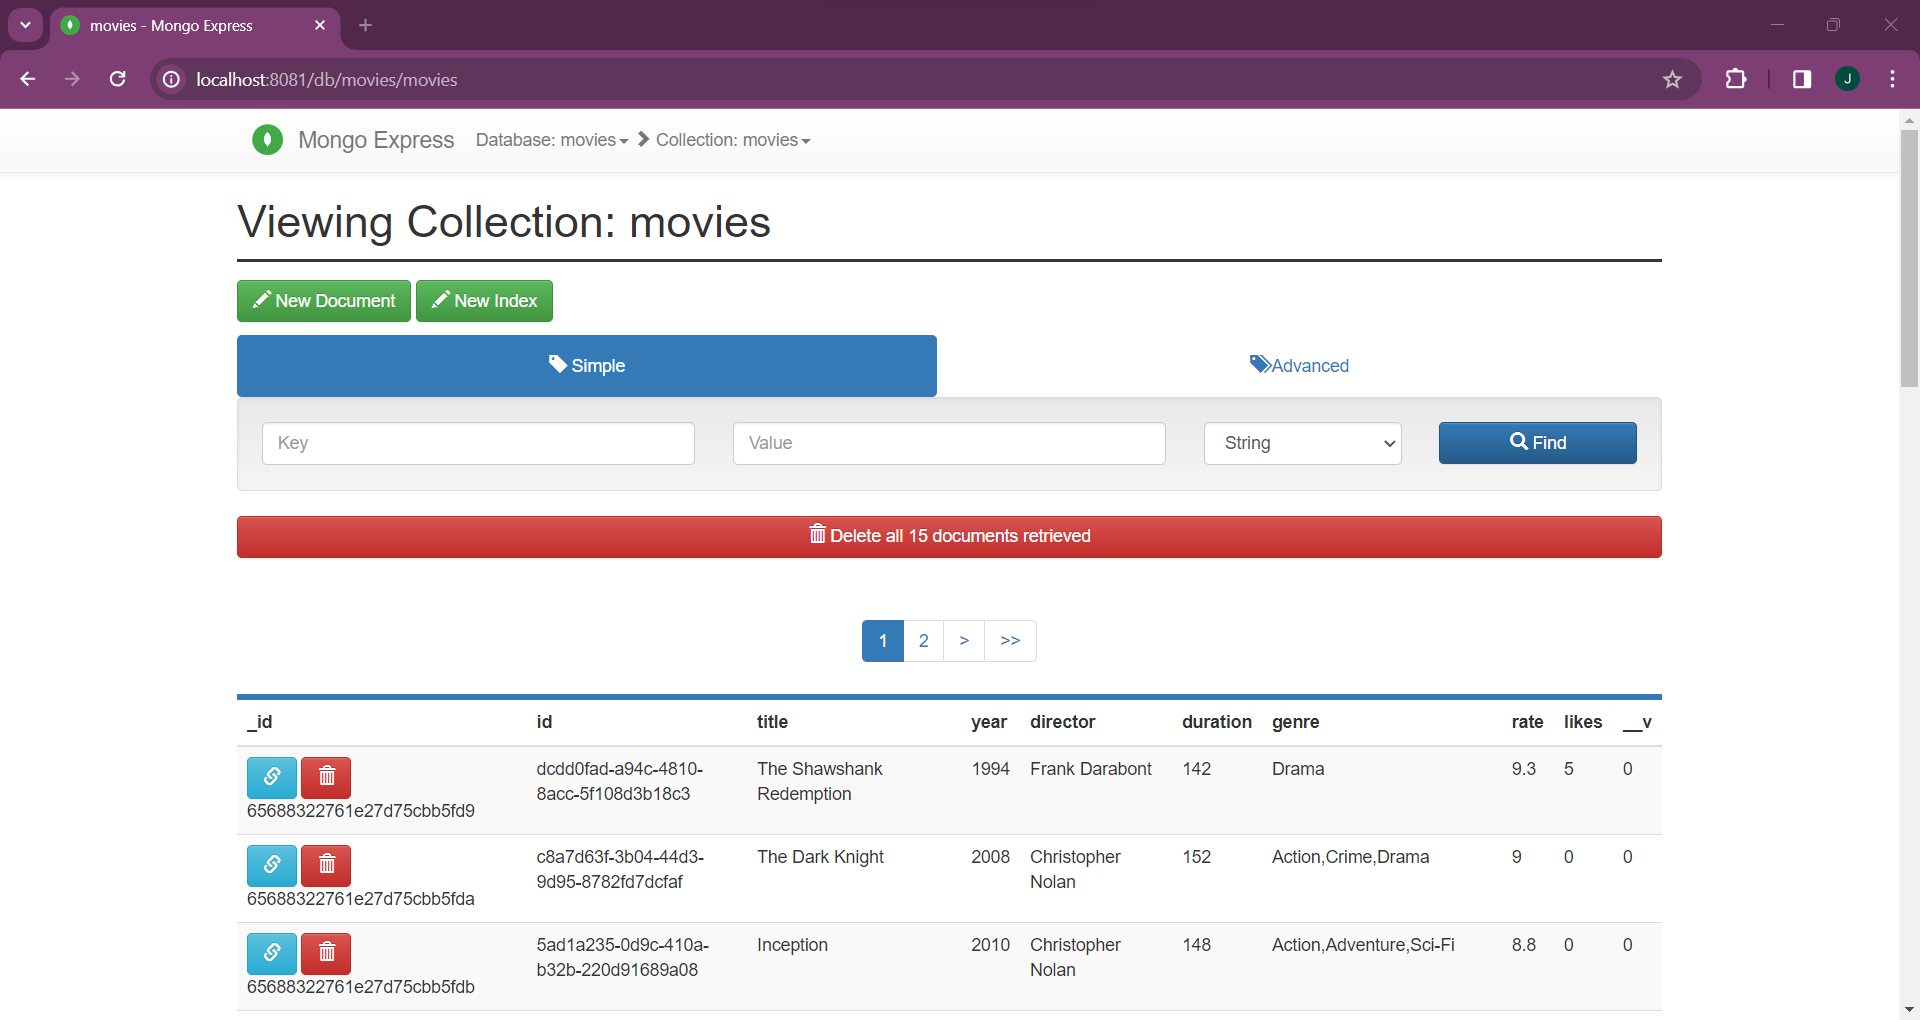 movies - Mongo Express
localhost:8081/db/movies/movies
J
Mongo Express Database: movies Collection: movies
Viewing Collection: movies
New Document New Index
Simple Advanced
Key Value String Find
Delete all 15 documents retrieved
1 2 > >>
_id id title year director duration genre rate likes __v
dcdd0fad-a94c-4810- The Shawshank 1994 Frank Darabont 142 Drama 9.3 5 0
8acc-5f108d3b18c3 Redemption
65688322761e27d75cbb5fd9
c8a7d63f-3b04-44d3- The Dark Knight 2008 Christopher 152 Action,Crime,Drama 9 0 0
9d95-8782fd7dcfaf Nolan
65688322761e27d75cbb5fda
5ad1a235-0d9c-410a- Inception 2010 Christopher 148 Action,Adventure,Sci-Fi 8.8 0 0
b32b-220d91689a08 Nolan
65688322761e27d75cbb5fdb